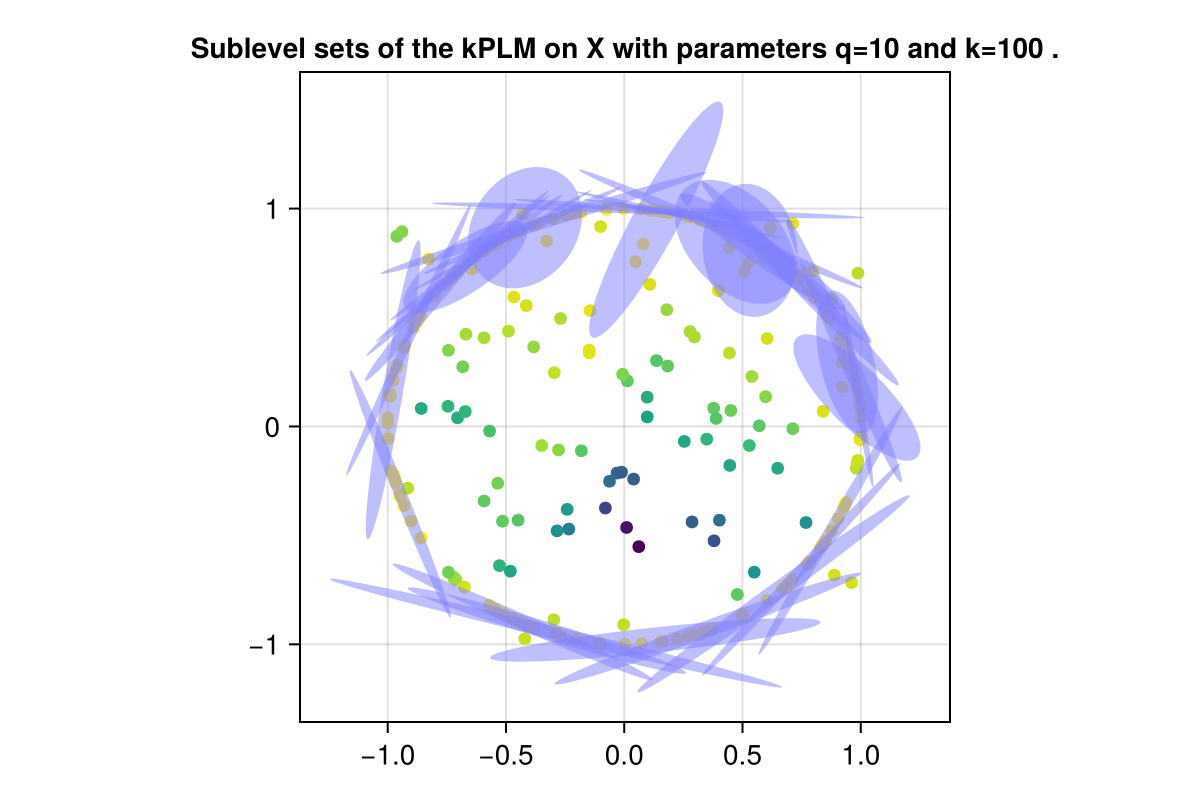 Sublevel sets of the kPLM on X with parameters q=10 and k=100 .
1
0
−1
−1.0 −0.5 0.0 0.5 1.0